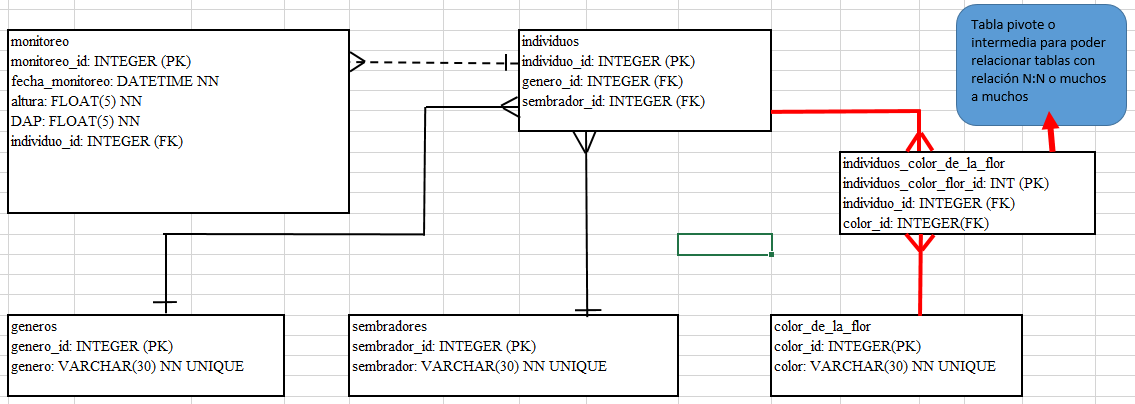 monitoreo
monitoreo_id: INTEGER (PK)
fecha_monitoreo: DATETIME NN
altura: FLOAT(5) NN
DAP: FLOAT(5) NN
individuo_id: INTEGER (FK)
individuos
individuo_id: INTEGER (PK)
genero_id: INTEGER (FK)
sembrador_id: INTEGER (FK)
Tabla pivote o
intermedia para poder
relacionar tablas con
relación N:N o muchos
a muchos
individuos_color_de_la_flor
individuos_color_flor_id: INT (PK)
individuo_id: INTEGER (FK)
color_id: INTEGER(FK)
generos
genero_id: INTEGER (PK)
genero: VARCHAR(30) NN UNIQUE
sembradores
sembrador_id: INTEGER (PK)
sembrador: VARCHAR(30) NN UNIQUE
color_de_la_flor
color_id: INTEGER(PK)
color: VARCHAR(30) NN UNIQUE